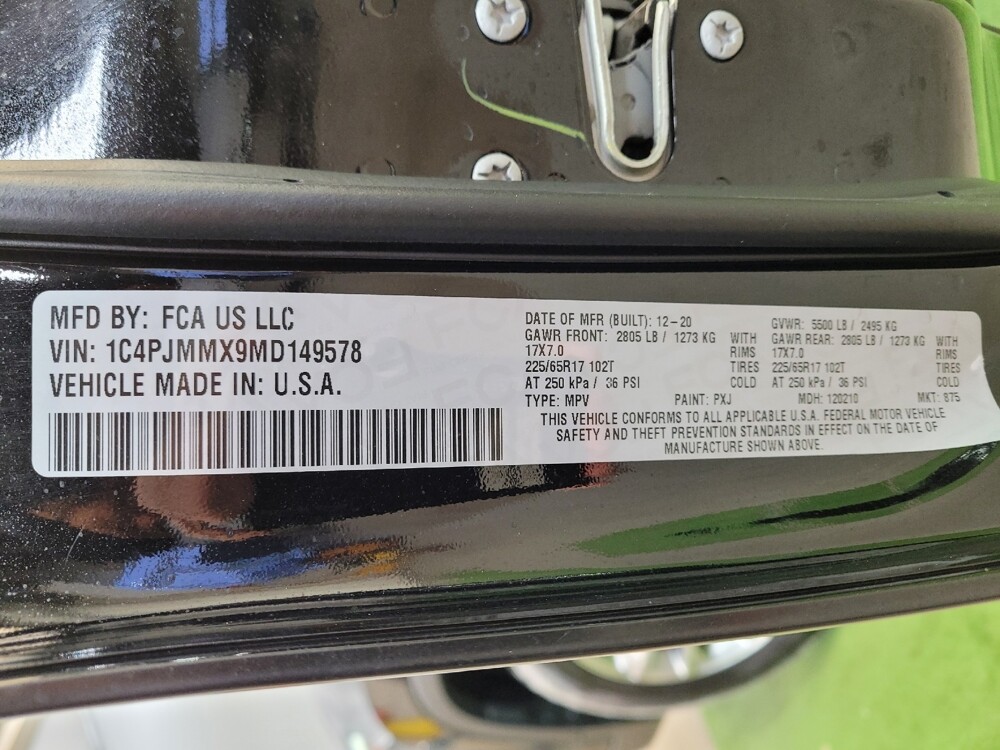 MFD BY: FCA US LLC
VIN: 1C4PJMMX9MD149578
VEHICLE MADE IN: U.S.A.
DATE OF MFR (BUILT): 12-20
GVWR: 5500 LB / 2495 KG
GAWR FRONT: 2805 LB / 1273 KG WITH
GAWR REAR: 2805 LB / 1273 KG WITH
17X7.0 RIMS
17X7.0 RIMS
225/65R17 102T TIRES
225/65R17 102T TIRES
AT 250 kPa / 36 PSI COLD
AT 250 kPa / 36 PSI COLD
TYPE: MPV PAINT: PXJ MDH: 120210 MKT: 875
THIS VEHICLE CONFORMS TO ALL APPLICABLE U.S.A. FEDERAL MOTOR VEHICLE
SAFETY AND THEFT PREVENTION STANDARDS IN EFFECT ON THE DATE OF
MANUFACTURE SHOWN ABOVE.